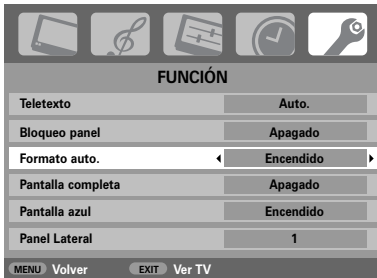 FUNCIÓN
Teletexto Auto.
Bloqueo panel Apagado
Formato auto. Encendido
Pantalla completa Apagado
Pantalla azul Encendido
Panel Lateral 1
MENU Volver EXIT Ver TV